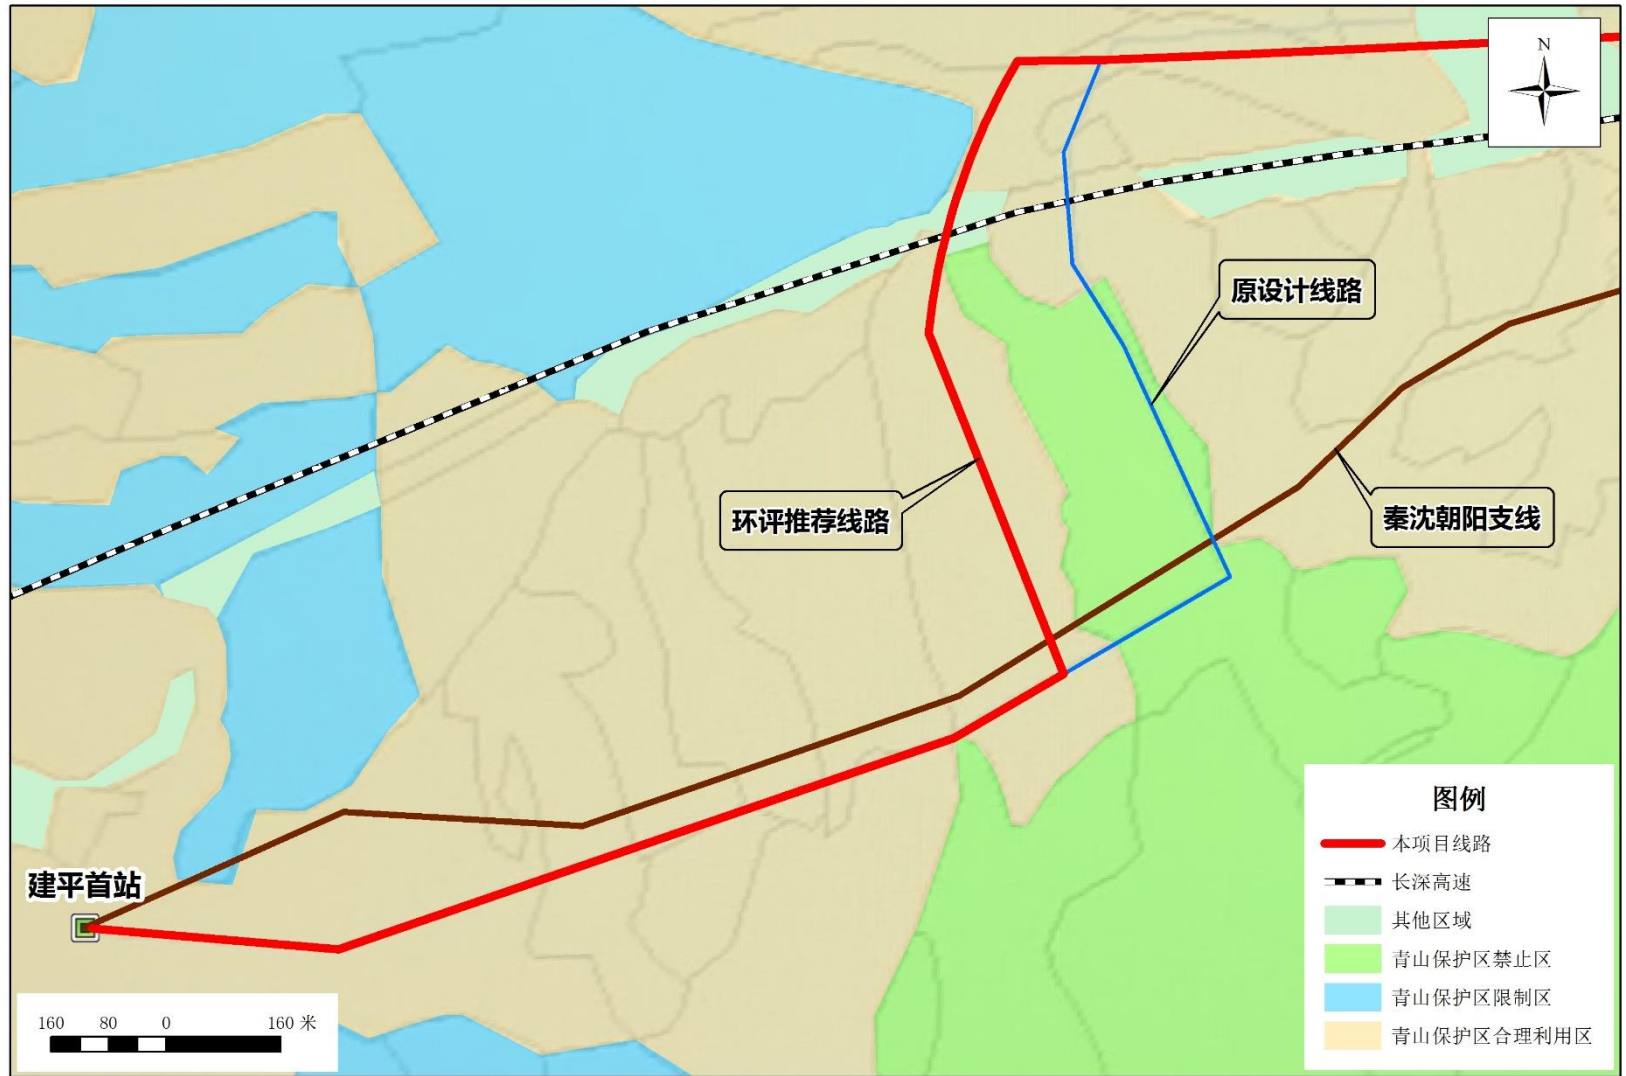 N
原设计线路
环评推荐线路
秦沈朝阳支线
建平首站
图例
本项目线路
长深高速
其他区域
青山保护区禁止区
青山保护区限制区
青山保护区合理利用区
160 80 0 160 米